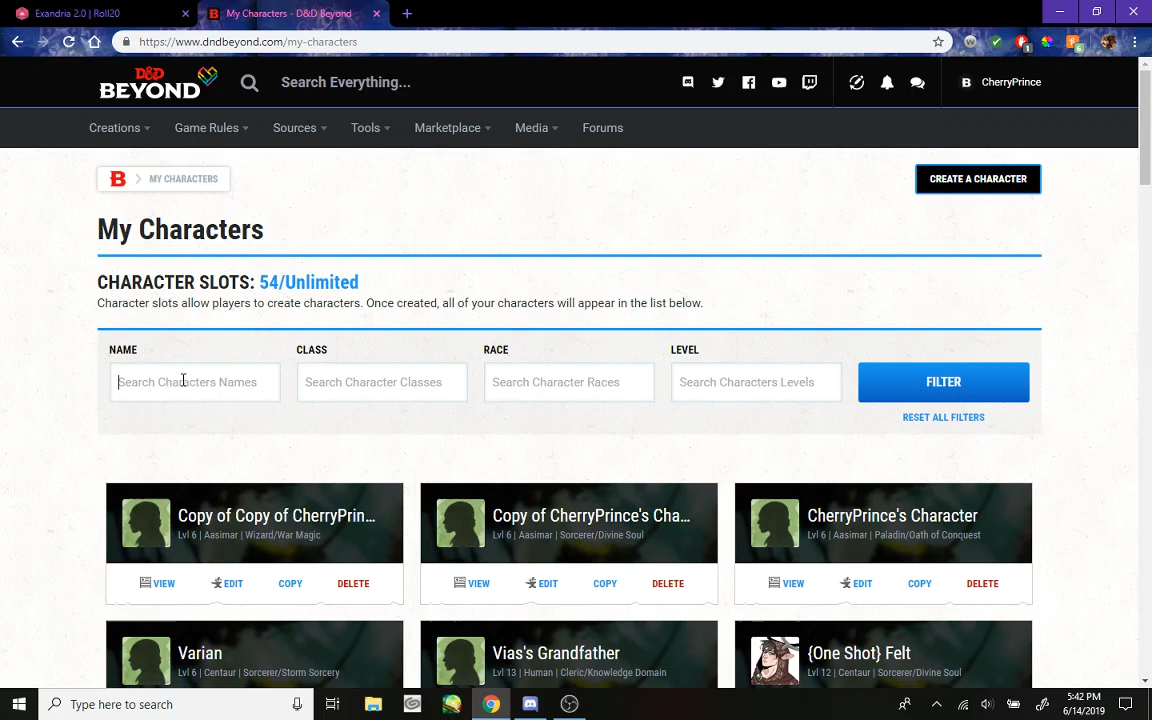 Exandria 2.0 | Roll20
My Characters - D&D Beyond
https://www.dndbeyond.com/my-characters
1
6
D&D
BEYOND
Search Everything...
CherryPrince
Creations
Game Rules
Sources
Tools
Marketplace
Media
Forums
MY CHARACTERS
CREATE A CHARACTER
My Characters
CHARACTER SLOTS: 54/Unlimited
Character slots allow players to create characters. Once created, all of your characters will appear in the list below.
NAME
CLASS
RACE
LEVEL
Search Characters Names
Search Character Classes
Search Character Races
Search Characters Levels
FILTER
RESET ALL FILTERS
Copy of Copy of CherryPrin...
Lvl 6 | Aasimar | Wizard/War Magic
VIEW EDIT COPY DELETE
Copy of CherryPrince's Cha...
Lvl 6 | Aasimar | Sorcerer/Divine Soul
VIEW EDIT COPY DELETE
CherryPrince's Character
Lvl 6 | Aasimar | Paladin/Oath of Conquest
VIEW EDIT COPY DELETE
Varian
Lvl 6 | Centaur | Sorcerer/Storm Sorcery
Vias's Grandfather
Lvl 13 | Human | Cleric/Knowledge Domain
{One Shot} Felt
Lvl 12 | Centaur | Sorcerer/Divine Soul
Type here to search
5:42 PM
6/14/2019